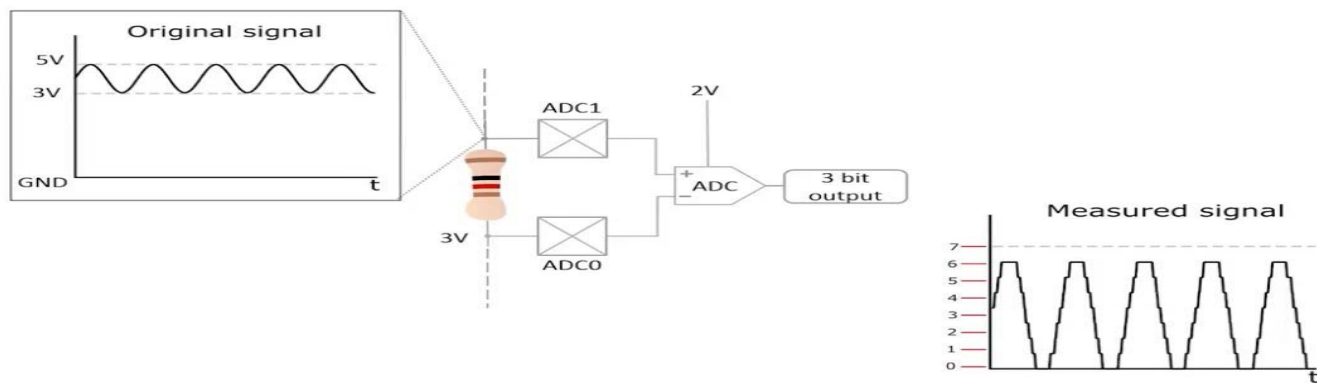 Original signal
5V
3V
GND
t
ADC1
2V
+
ADC
−
3 bit
output
3V
ADC0
Measured signal
7
6
5
4
3
2
1
0
t